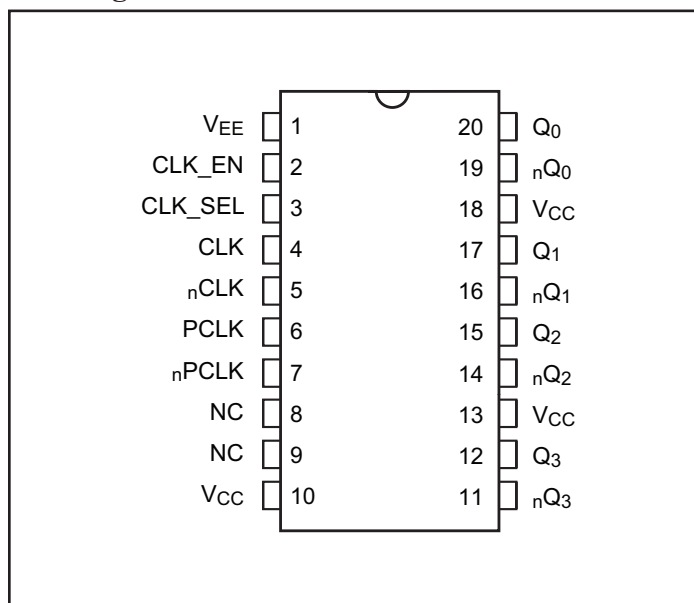 VEE 1 20 Q0
CLK_EN 2 19 nQ0
CLK_SEL 3 18 VCC
CLK 4 17 Q1
nCLK 5 16 nQ1
PCLK 6 15 Q2
nPCLK 7 14 nQ2
NC 8 13 VCC
NC 9 12 Q3
VCC 10 11 nQ3